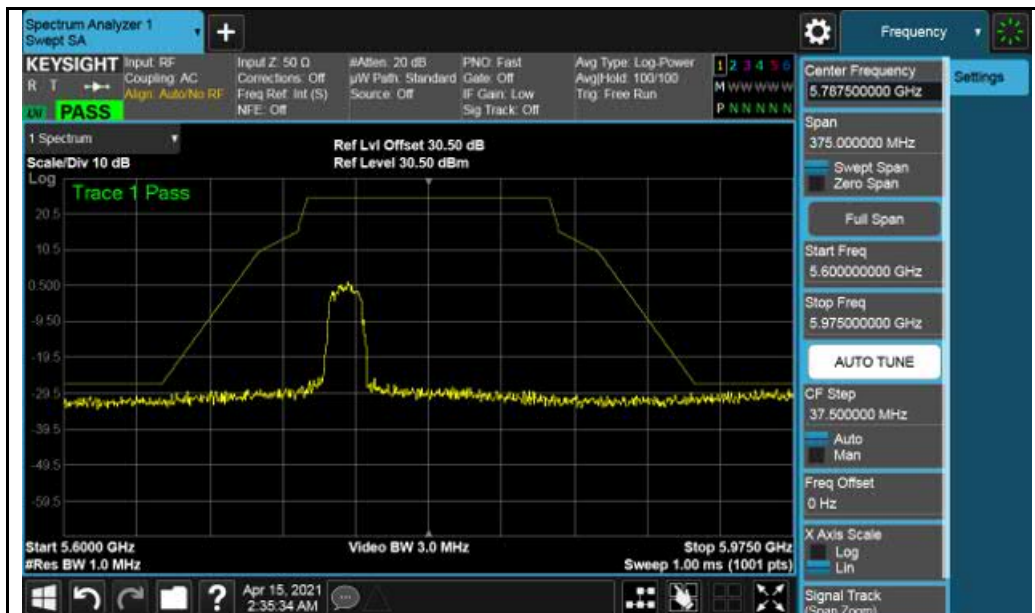 Spectrum Analyzer 1
Swept SA
+
Frequency
KEYSIGHT
R T
PASS
Input: RF
Coupling: AC
Align: Auto/No RF
Input Z: 50 Ω
Corrections: Off
Freq Ref: Int (S)
NFE: Off
#Atten: 20 dB
µW Path: Standard
Source: Off
PNO: Fast
Gate: Off
IF Gain: Low
Sig Track: Off
Avg Type: Log-Power
Avg|Hold: 100/100
Trig: Free Run
1 2 3 4 5 6
M W W W W W
P N N N N N
1 Spectrum
Scale/Div 10 dB
Ref Lvl Offset 30.50 dB
Ref Level 30.50 dBm
Log
Trace 1 Pass
20.5
10.5
0.500
-9.50
-19.5
-29.5
-39.5
-49.5
-59.5
Start 5.6000 GHz
#Res BW 1.0 MHz
Video BW 3.0 MHz
Stop 5.9750 GHz
Sweep 1.00 ms (1001 pts)
Center Frequency
5.787500000 GHz
Settings
Span
375.000000 MHz
Swept Span
Zero Span
Full Span
Start Freq
5.600000000 GHz
Stop Freq
5.975000000 GHz
AUTO TUNE
CF Step
37.500000 MHz
Auto
Man
Freq Offset
0 Hz
X Axis Scale
Log
Lin
Signal Track
(Span Zoom)
?
Apr 15, 2021
2:35:34 AM